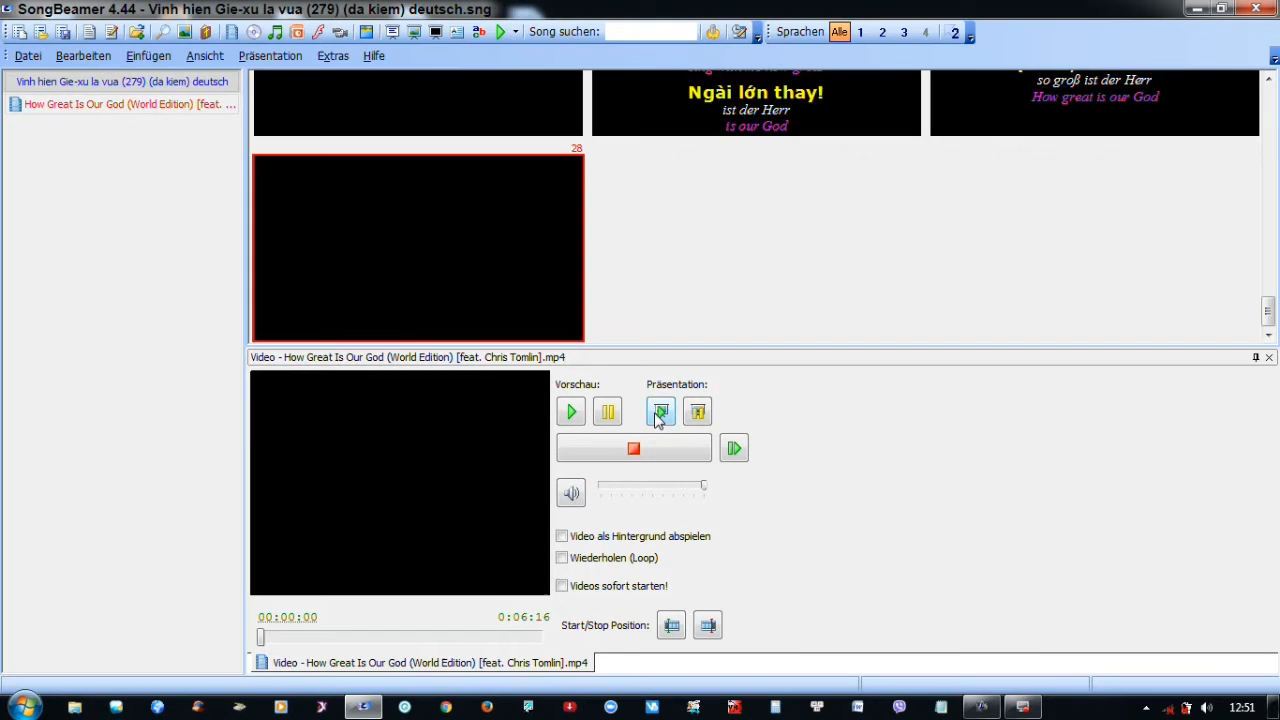 SongBeamer 4.44 - Vinh hien Gie-xu la vua (279) (da kiem) deutsch.sng
Song suchen:
Sprachen Alle 1 2 3 4 2
Datei Bearbeiten Einfügen Ansicht Präsentation Extras Hilfe
Vinh hien Gie-xu la vua (279) (da kiem) deutsch
How Great Is Our God (World Edition) [feat. ...
Ngài lớn thay!
ist der Herr
is our God
so groß ist der Herr
How great is our God
28
Video - How Great Is Our God (World Edition) [feat. Chris Tomlin].mp4
Vorschau:
Präsentation:
Video als Hintergrund abspielen
Wiederholen (Loop)
Videos sofort starten!
00:00:00
0:06:16
Start/Stop Position:
Video - How Great Is Our God (World Edition) [feat. Chris Tomlin].mp4
12:51